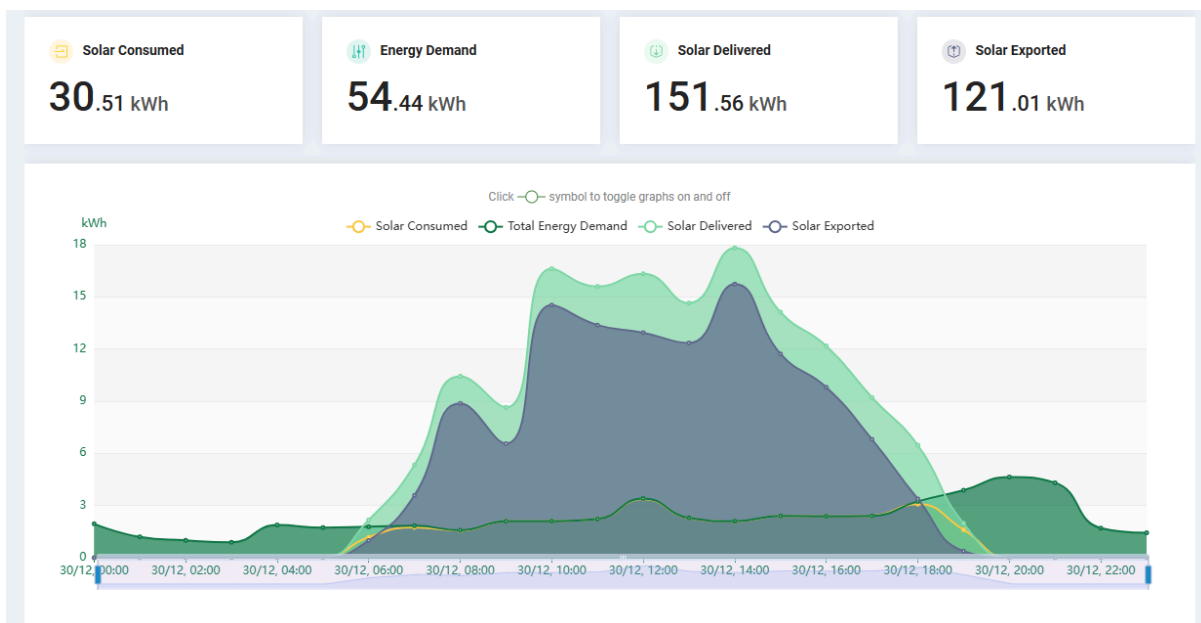 Solar Consumed
30.51 kWh
Energy Demand
54.44 kWh
Solar Delivered
151.56 kWh
Solar Exported
121.01 kWh
Click symbol to toggle graphs on and off
Solar Consumed Total Energy Demand Solar Delivered Solar Exported
kWh
18
15
12
9
6
3
0
30/12, 00:00 30/12, 02:00 30/12, 04:00 30/12, 06:00 30/12, 08:00 30/12, 10:00 30/12, 12:00 30/12, 14:00 30/12, 16:00 30/12, 18:00 30/12, 20:00 30/12, 22:00